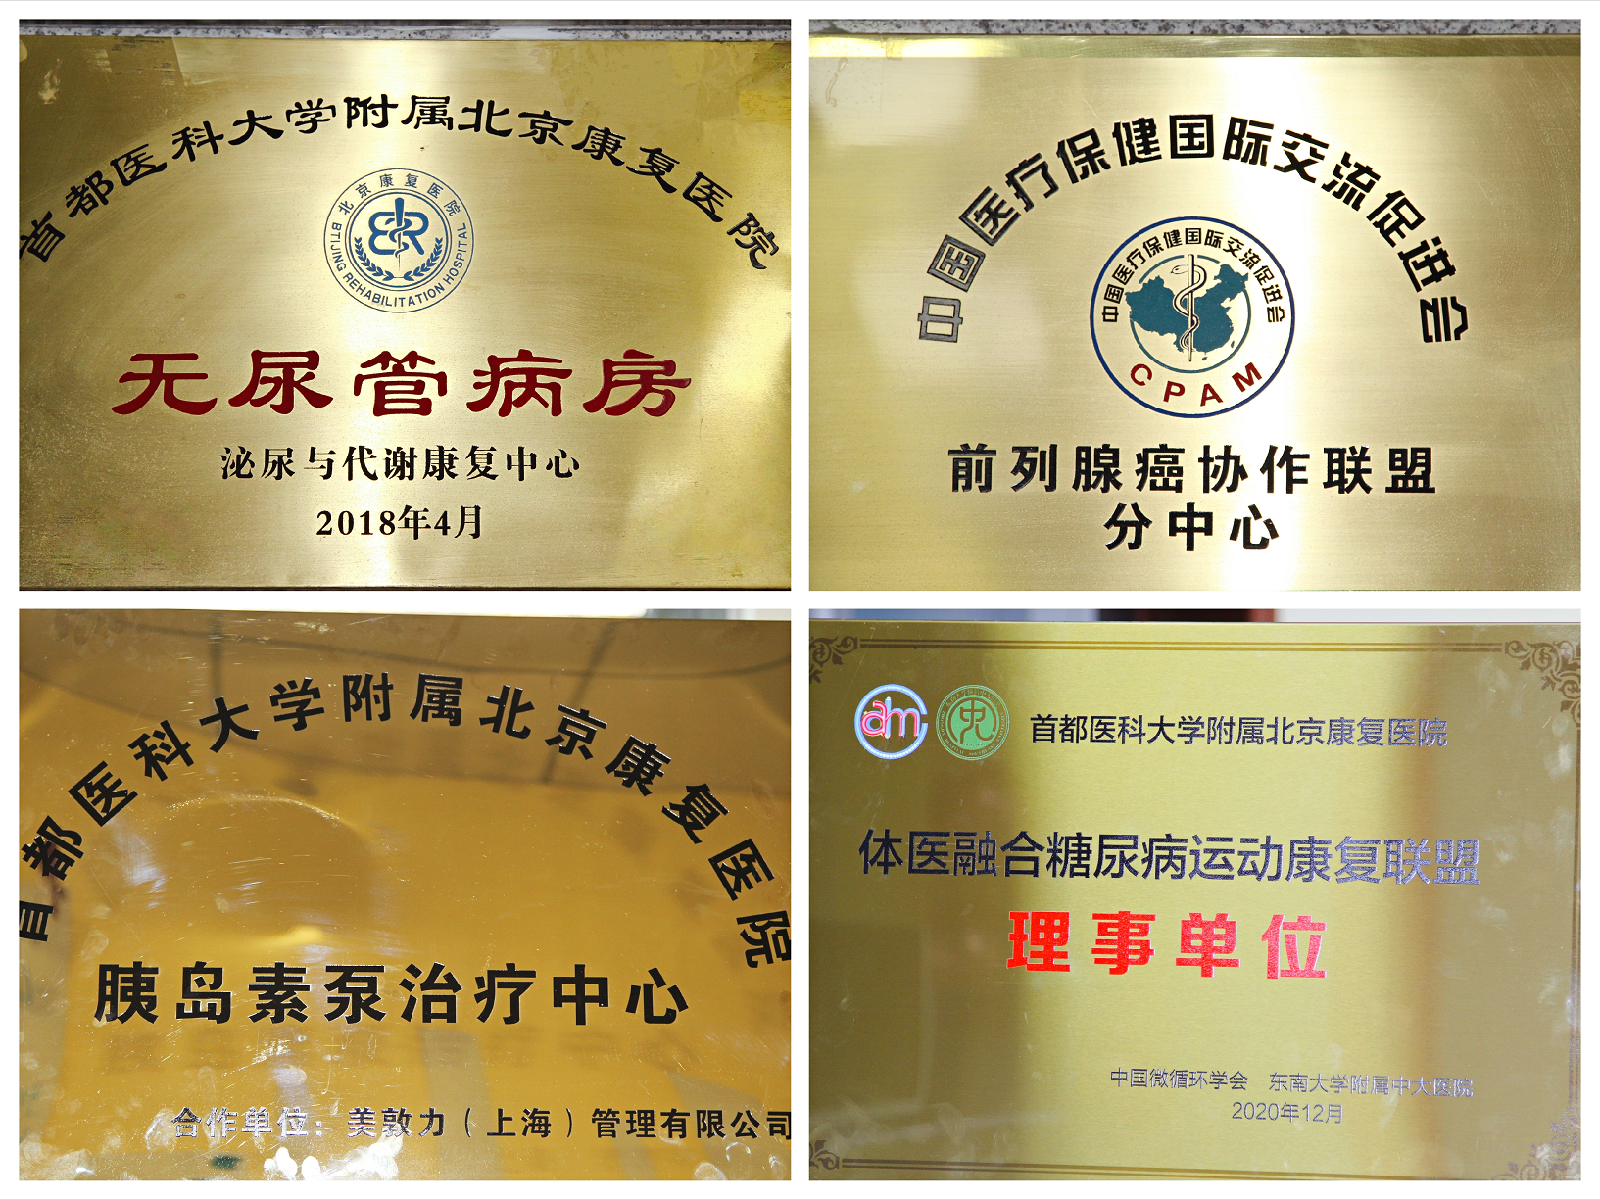 首都医科大学附属北京康复医院
北京康复医院
BEIJING REHABILITATION HOSPITAL
无尿管病房
泌尿与代谢康复中心
2018年4月
中国医疗保健国际交流促进会
中国医疗保健国际交流促进会
CPAM
前列腺癌协作联盟
分中心
首都医科大学附属北京康复医院
胰岛素泵治疗中心
合作单位：美敦力（上海）管理有限公司
首都医科大学附属北京康复医院
体医融合糖尿病运动康复联盟
理事单位
中国微循环学会 东南大学附属中大医院
2020年12月